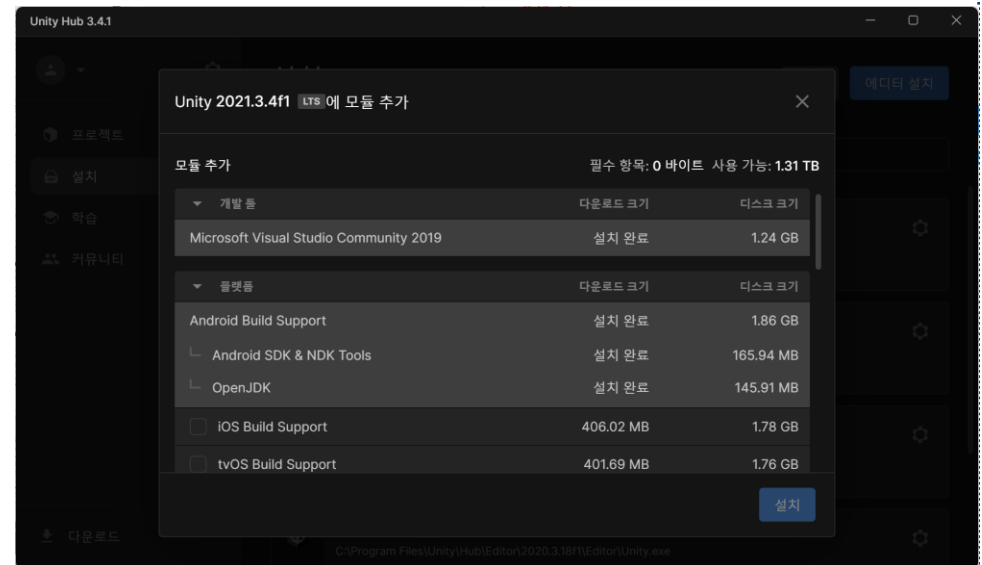 Unity Hub 3.4.1
에디터 설치
Unity 2021.3.4f1 LTS 에 모듈 추가
프로젝트
설치
학습
커뮤니티
모듈 추가 필수 항목: 0 바이트 사용 가능: 1.31 TB
개발 툴 다운로드 크기 디스크 크기
Microsoft Visual Studio Community 2019 설치 완료 1.24 GB
플랫폼 다운로드 크기 디스크 크기
Android Build Support 설치 완료 1.86 GB
Android SDK & NDK Tools 설치 완료 165.94 MB
OpenJDK 설치 완료 145.91 MB
iOS Build Support 406.02 MB 1.78 GB
tvOS Build Support 401.69 MB 1.76 GB
설치
다운로드
C:\Program Files\Unity\Hub\Editor\2020.3.18f1\Editor\Unity.exe